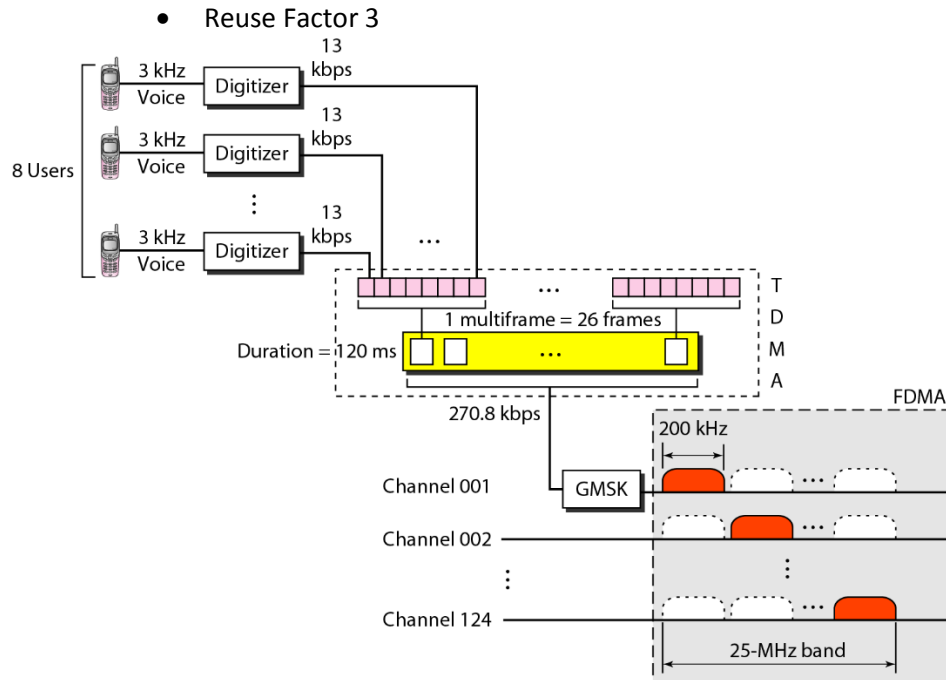 • Reuse Factor 3
13
kbps
3 kHz
Voice
Digitizer
13
kbps
3 kHz
Voice
Digitizer
8 Users
...
13
kbps
3 kHz
Voice
Digitizer
...
T
...
D
1 multiframe = 26 frames
Duration = 120 ms
...
M
A
270.8 kbps
FDMA
200 kHz
Channel 001
GMSK
...
Channel 002
...
...
...
Channel 124
...
25-MHz band